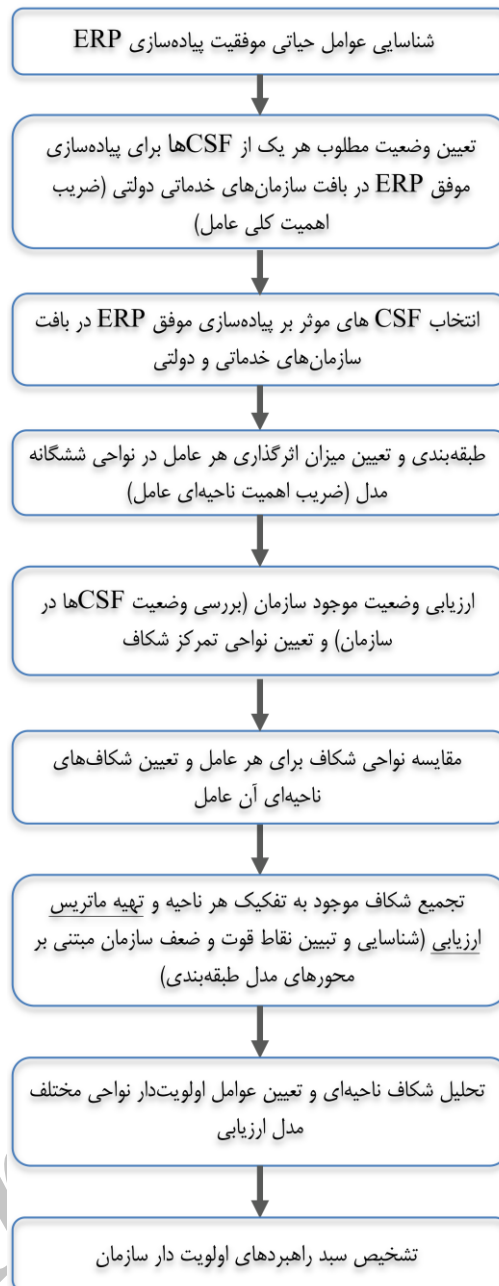 شناسایی عوامل حیاتی موفقیت پیاده‌سازی ERP
تعیین وضعیت مطلوب هر یک از CSFها برای پیاده‌سازی
موفق ERP در بافت سازمان‌های خدماتی دولتی (ضریب
اهمیت کلی عامل)
انتخاب CSF های موثر بر پیاده‌سازی موفق ERP در بافت
سازمان‌های خدماتی و دولتی
طبقه‌بندی و تعیین میزان اثرگذاری هر عامل در نواحی ششگانه
مدل (ضریب اهمیت ناحیه‌ای عامل)
ارزیابی وضعیت موجود سازمان (بررسی وضعیت CSFها در
سازمان) و تعیین نواحی تمرکز شکاف
مقایسه نواحی شکاف برای هر عامل و تعیین شکاف‌های
ناحیه‌ای آن عامل
تجمیع شکاف موجود به تفکیک هر ناحیه و تهیه ماتریس
ارزیابی (شناسایی و تبیین نقاط قوت و ضعف سازمان مبتنی بر
محورهای مدل طبقه‌بندی)
تحلیل شکاف ناحیه‌ای و تعیین عوامل اولویت‌دار نواحی مختلف
مدل ارزیابی
تشخیص سبد راهبردهای اولویت دار سازمان